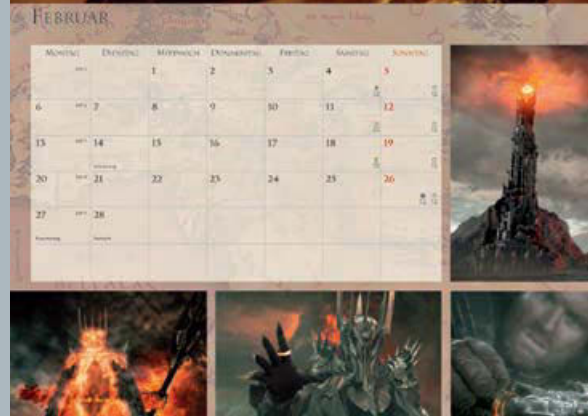 FEBRUAR
MONTAG DIENSTAG MITTWOCH DONNERSTAG FREITAG SAMSTAG SONNTAG
1 2 3 4 5
6 7 8 9 10 11 12
13 14 15 16 17 18 19
20 21 22 23 24 25 26
27 28